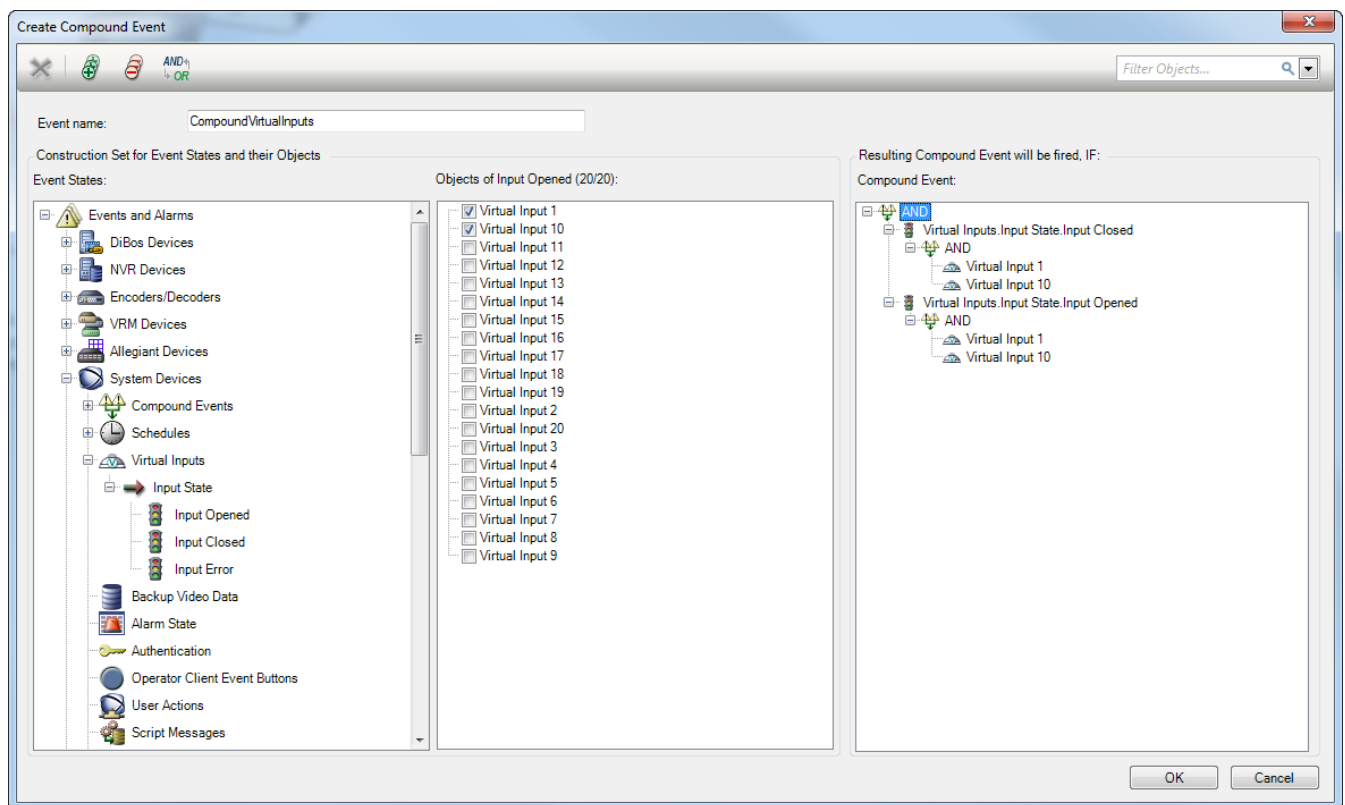 Create Compound Event
AND
OR
Filter Objects...
Event name:
CompoundVirtualInputs
Construction Set for Event States and their Objects
Event States:
Events and Alarms
DiBos Devices
NVR Devices
Encoders/Decoders
VRM Devices
Allegiant Devices
System Devices
Compound Events
Schedules
Virtual Inputs
Input State
Input Opened
Input Closed
Input Error
Backup Video Data
Alarm State
Authentication
Operator Client Event Buttons
User Actions
Script Messages
Objects of Input Opened (20/20):
Virtual Input 1
Virtual Input 10
Virtual Input 11
Virtual Input 12
Virtual Input 13
Virtual Input 14
Virtual Input 15
Virtual Input 16
Virtual Input 17
Virtual Input 18
Virtual Input 19
Virtual Input 2
Virtual Input 20
Virtual Input 3
Virtual Input 4
Virtual Input 5
Virtual Input 6
Virtual Input 7
Virtual Input 8
Virtual Input 9
Resulting Compound Event will be fired, IF:
Compound Event:
AND
Virtual Inputs.Input State.Input Closed
AND
Virtual Input 1
Virtual Input 10
Virtual Inputs.Input State.Input Opened
AND
Virtual Input 1
Virtual Input 10
OK
Cancel